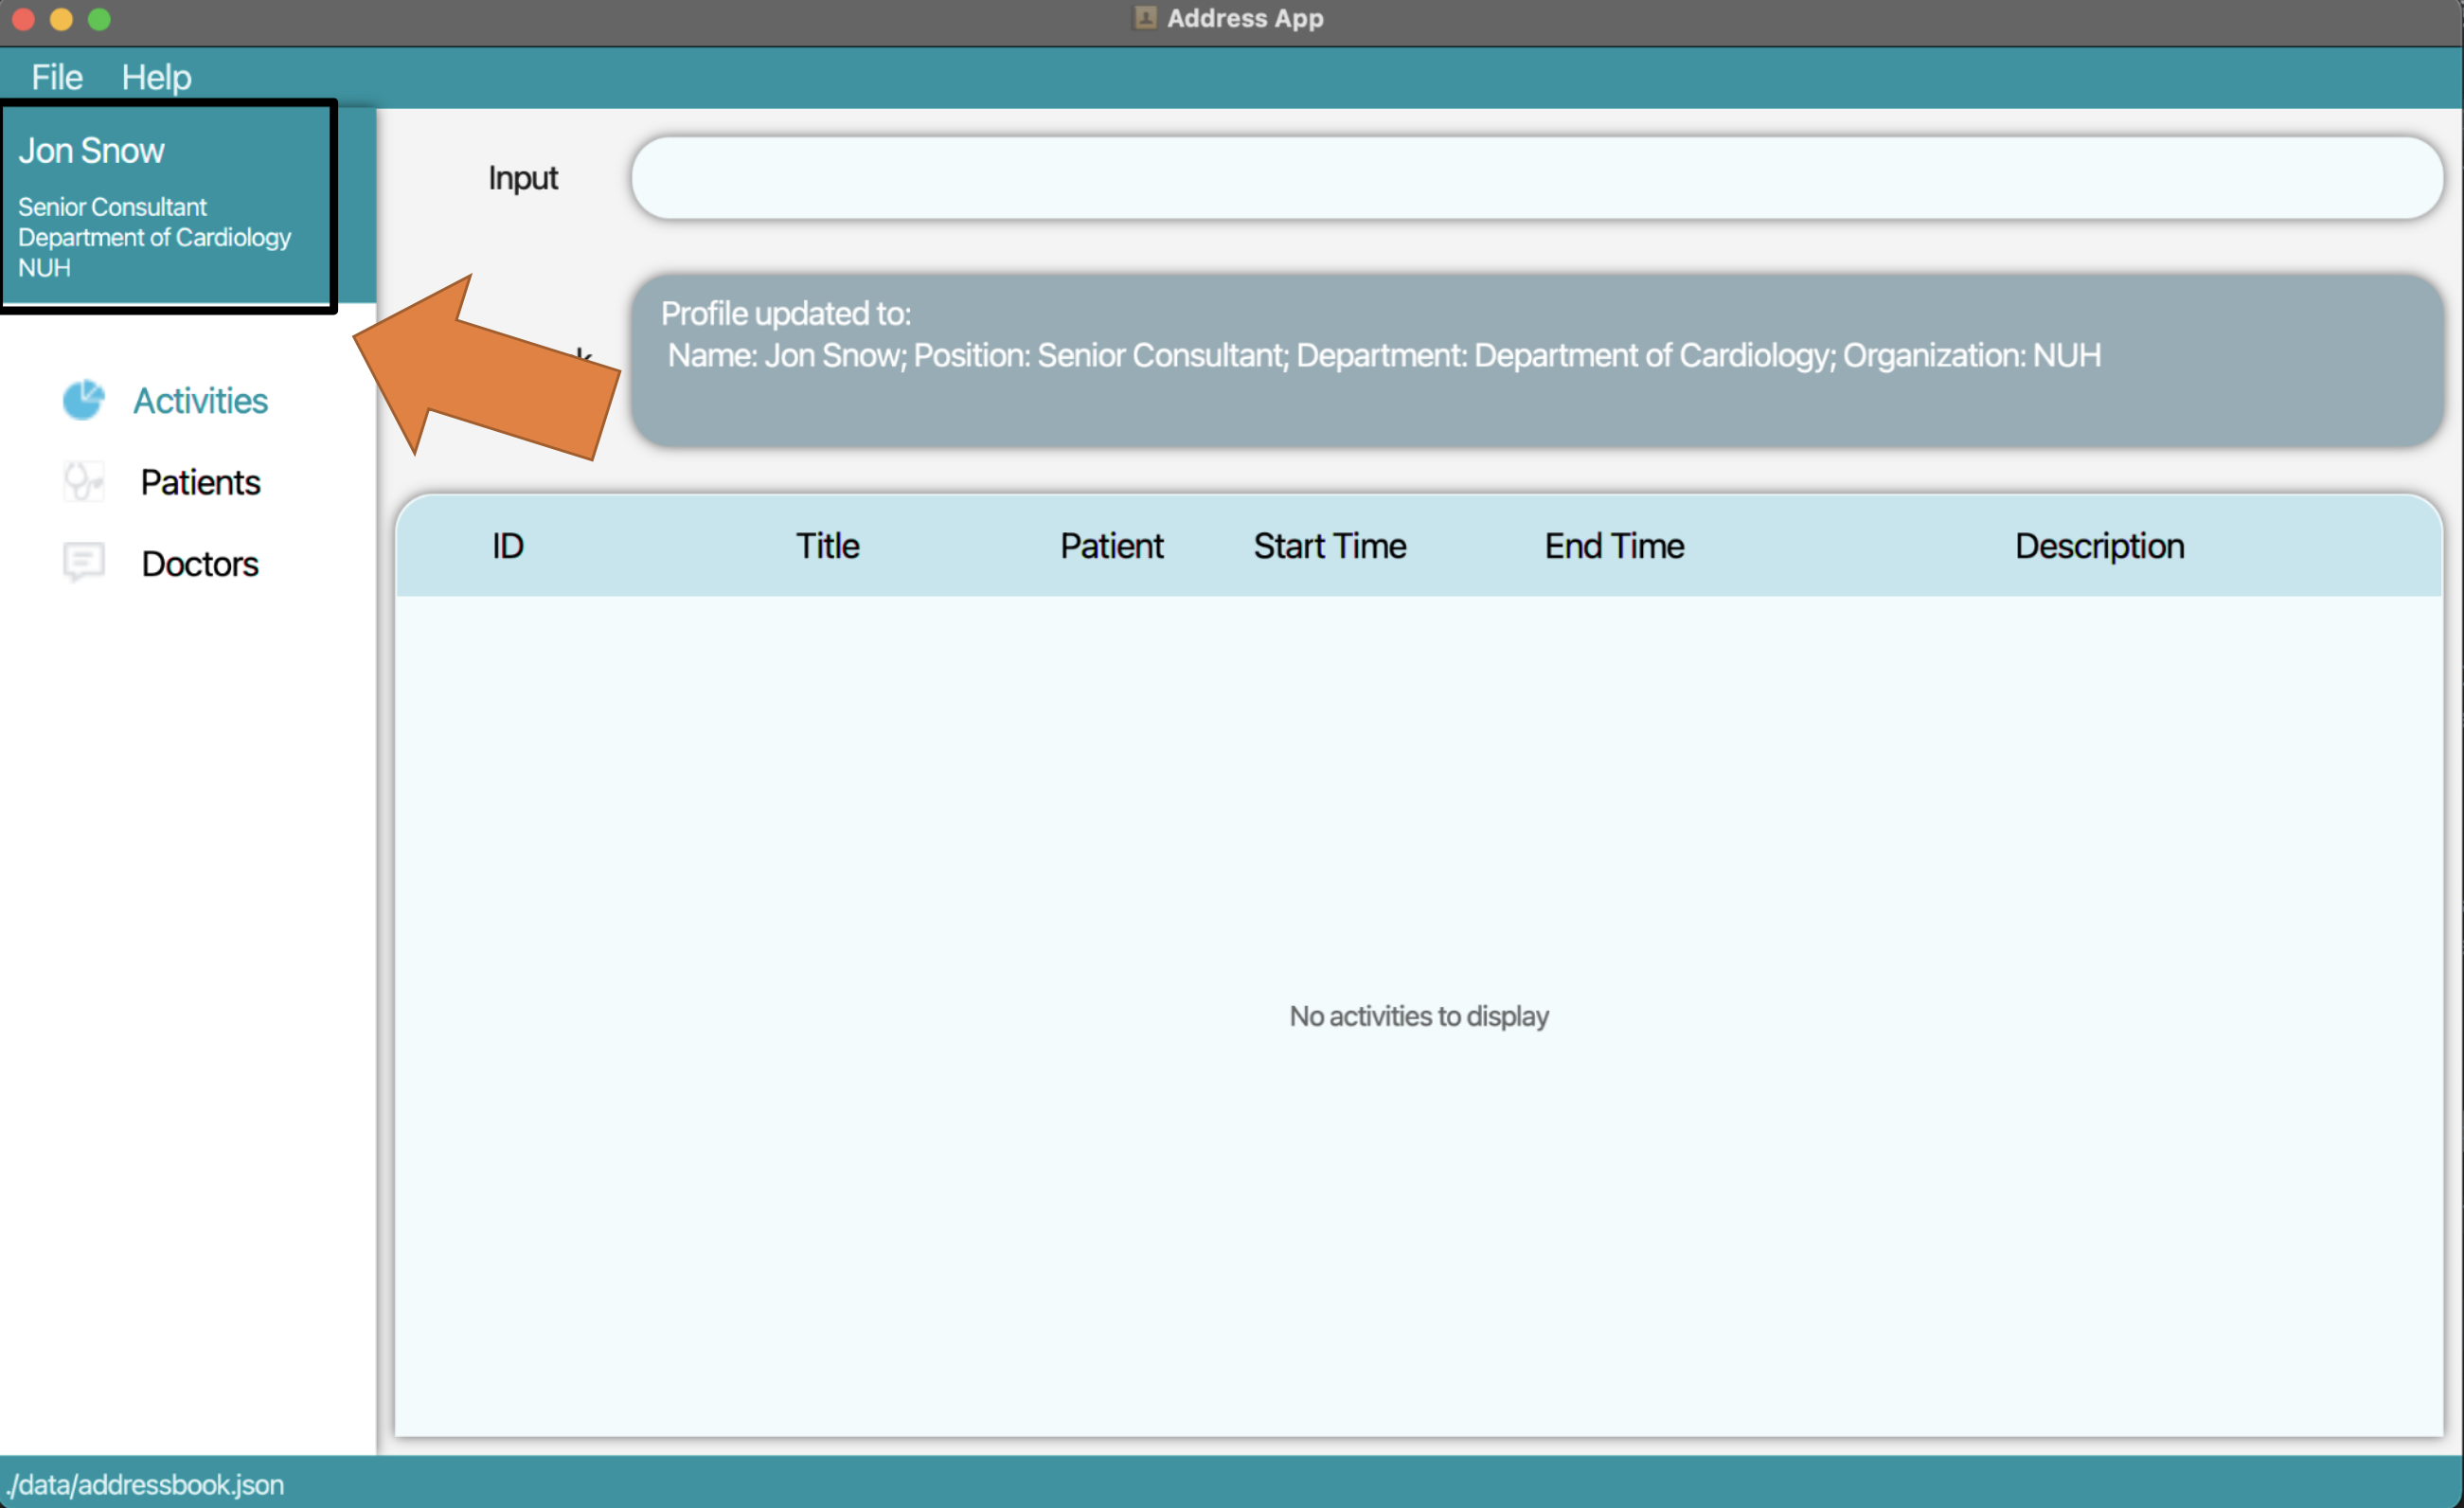 Address App
File Help
Jon Snow
Senior Consultant
Department of Cardiology
NUH
Activities
Patients
Doctors
Input
Profile updated to:
Name: Jon Snow; Position: Senior Consultant; Department: Department of Cardiology; Organization: NUH
ID Title Patient Start Time End Time Description
No activities to display
./data/addressbook.json